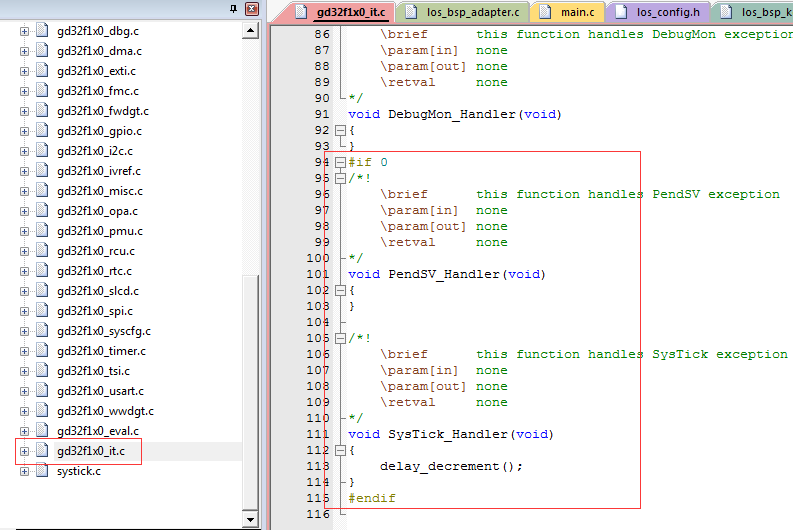 gd32f1x0_dbg.c
gd32f1x0_dma.c
gd32f1x0_exti.c
gd32f1x0_fmc.c
gd32f1x0_fwdgt.c
gd32f1x0_gpio.c
gd32f1x0_i2c.c
gd32f1x0_ivref.c
gd32f1x0_misc.c
gd32f1x0_opa.c
gd32f1x0_pmu.c
gd32f1x0_rcu.c
gd32f1x0_rtc.c
gd32f1x0_slcd.c
gd32f1x0_spi.c
gd32f1x0_syscfg.c
gd32f1x0_timer.c
gd32f1x0_tsi.c
gd32f1x0_usart.c
gd32f1x0_wwdgt.c
gd32f1x0_eval.c
gd32f1x0_it.c
systick.c
gd32f1x0_it.c los_bsp_adapter.c main.c los_config.h los_bsp_k
86 \brief this function handles DebugMon exception
87 \param[in] none
88 \param[out] none
89 \retval none
90 */
91 void DebugMon_Handler(void)
92 {
93 }
94 #if 0
95 /*!
96 \brief this function handles PendSV exception
97 \param[in] none
98 \param[out] none
99 \retval none
100 */
101 void PendSV_Handler(void)
102 {
103 }
104
105 /*!
106 \brief this function handles SysTick exception
107 \param[in] none
108 \param[out] none
109 \retval none
110 */
111 void SysTick_Handler(void)
112 {
113 delay_decrement();
114 }
115 #endif
116